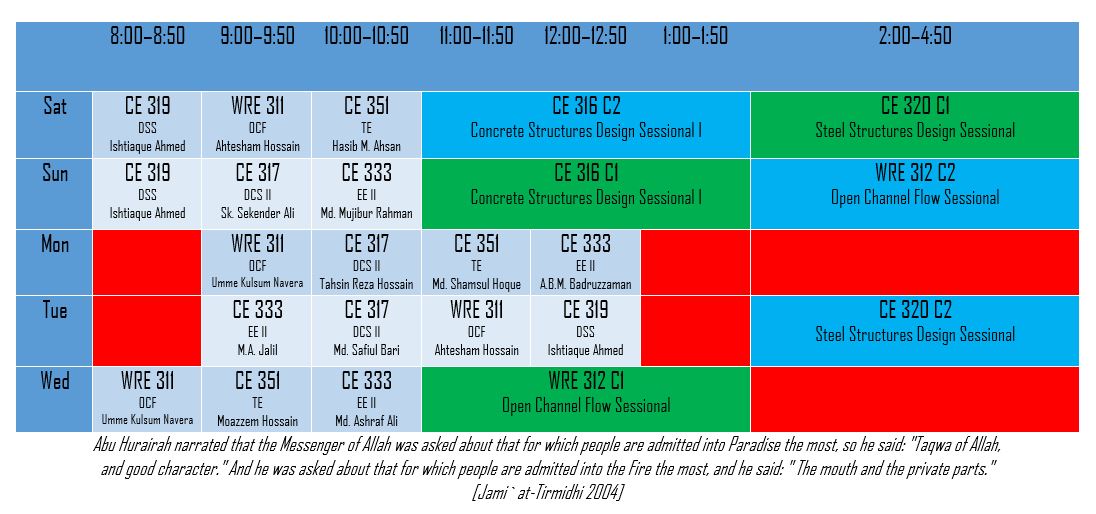 8:00-8:50 9:00-9:50 10:00-10:50 11:00-11:50 12:00-12:50 1:00-1:50 2:00-4:50
Sat
CE 319
DSS
Ishtiaque Ahmed
WRE 311
OCF
Ahtesham Hossain
CE 351
TE
Hasib M. Ahsan
CE 316 C2
Concrete Structures Design Sessional I
CE 320 C1
Steel Structures Design Sessional
Sun
CE 319
DSS
Ishtiaque Ahmed
CE 317
DCS II
Sk. Sekender Ali
CE 333
EE II
Md. Mujibur Rahman
CE 316 C1
Concrete Structures Design Sessional I
WRE 312 C2
Open Channel Flow Sessional
Mon
WRE 311
OCF
Umme Kulsum Navera
CE 317
DCS II
Tahsin Reza Hossain
CE 351
TE
Md. Shamsul Hoque
CE 333
EE II
A.B.M. Badruzzaman
Tue
CE 333
EE II
M.A. Jalil
CE 317
DCS II
Md. Safiul Bari
WRE 311
OCF
Ahtesham Hossain
CE 319
DSS
Ishtiaque Ahmed
CE 320 C2
Steel Structures Design Sessional
Wed
WRE 311
OCF
Umme Kulsum Navera
CE 351
TE
Moazzem Hossain
CE 333
EE II
Md. Ashraf Ali
WRE 312 C1
Open Channel Flow Sessional
Abu Hurairah narrated that the Messenger of Allah was asked about that for which people are admitted into Paradise the most, so he said: "Taqwa of Allah,
and good character." And he was asked about that for which people are admitted into the Fire the most, and he said: " The mouth and the private parts."
[Jami` at-Tirmidhi 2004]